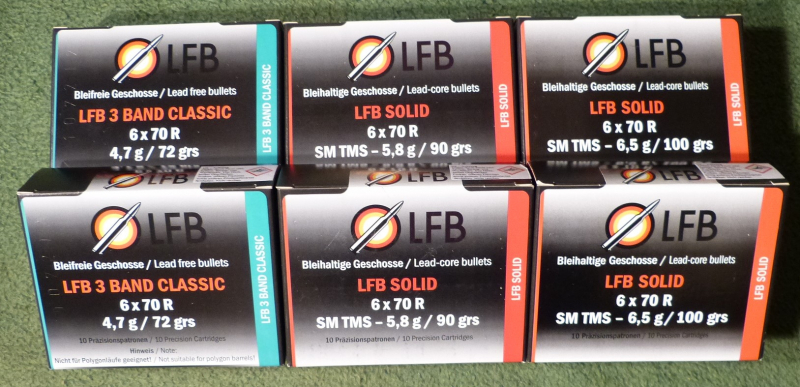 LFB
Bleifreie Geschosse / Lead free bullets
LFB 3 BAND CLASSIC
6 x 70 R
4,7 g / 72 grs
LFB 3 BAND CLASSIC
LFB
Bleihaltige Geschosse / Lead-core bullets
LFB SOLID
6 x 70 R
SM TMS – 5,8 g / 90 grs
LFB SOLID
LFB
Bleihaltige Geschosse / Lead-core bullets
LFB SOLID
6 x 70 R
SM TMS – 6,5 g / 100 grs
LFB SOLID
LFB
LFB
Bleifreie Geschosse / Lead free bullets
LFB 3 BAND CLASSIC
6 x 70 R
4,7 g / 72 grs
10 Präzisionspatronen / 10 Precision Cartridges
Hinweis / Note:
Nicht für Polygonläufe geeignet! / Not suitable for polygon barrels!
LFB 3 BAND CLASSIC
LFB
LFB
Bleihaltige Geschosse / Lead-core bullets
LFB SOLID
6 x 70 R
SM TMS – 5,8 g / 90 grs
10 Präzisionspatronen / 10 Precision Cartridges
LFB SOLID
LFB
LFB
Bleihaltige Geschosse / Lead-core bullets
LFB SOLID
6 x 70 R
SM TMS – 6,5 g / 100 grs
10 Präzisionspatronen / 10 Precision Cartridges
LFB SOLID